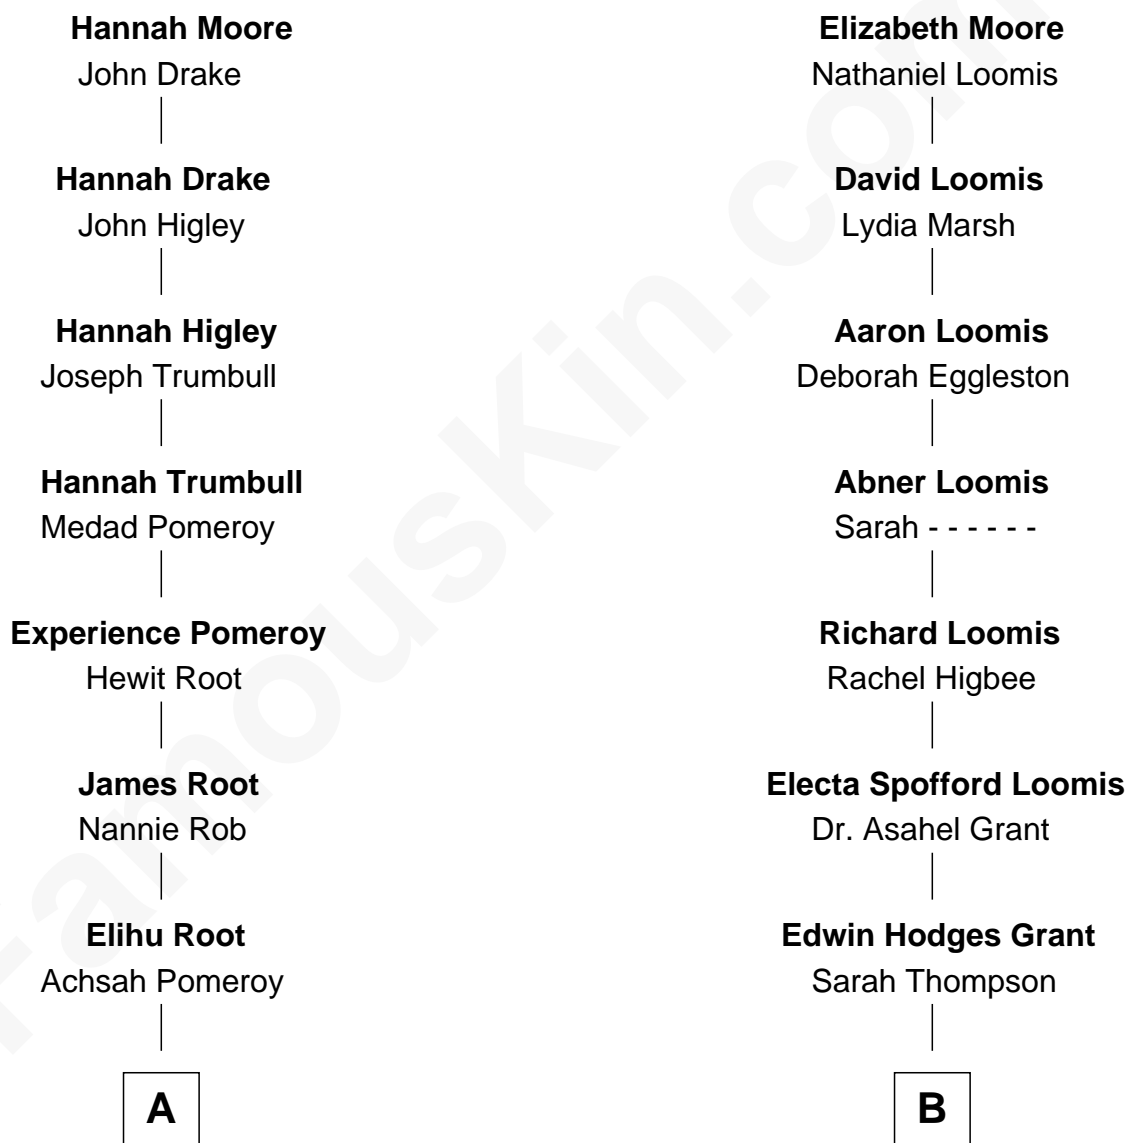 Hannah Moore
John Drake
Hannah Drake
John Higley
Hannah Higley
Joseph Trumbull
Hannah Trumbull
Medad Pomeroy
Experience Pomeroy
Hewit Root
James Root
Nannie Rob
Elihu Root
Achsah Pomeroy
A
Elizabeth Moore
Nathaniel Loomis
David Loomis
Lydia Marsh
Aaron Loomis
Deborah Eggleston
Abner Loomis
Sarah - - - - - -
Richard Loomis
Rachel Higbee
Electa Spofford Loomis
Dr. Asahel Grant
Edwin Hodges Grant
Sarah Thompson
B
FamousKin.com